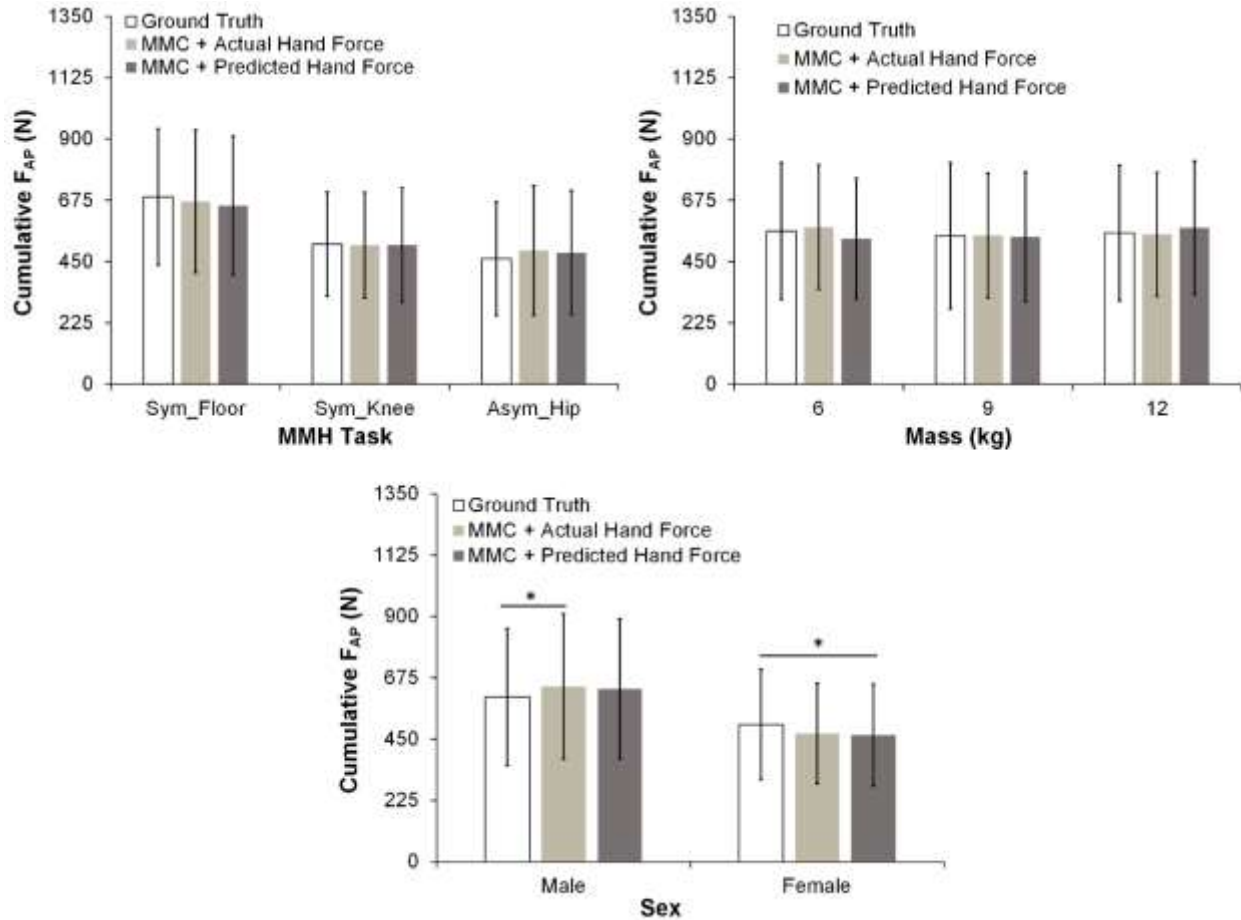 1350
1125
900
675
450
225
0
Cumulative F_AP (N)
Ground Truth
MMC + Actual Hand Force
MMC + Predicted Hand Force
Sym_Floor Sym_Knee Asym_Hip
MMH Task
1350
1125
900
675
450
225
0
Cumulative F_AP (N)
Ground Truth
MMC + Actual Hand Force
MMC + Predicted Hand Force
6 9 12
Mass (kg)
1350
1125
900
675
450
225
0
Cumulative F_AP (N)
Ground Truth
MMC + Actual Hand Force
MMC + Predicted Hand Force
*
*
Male Female
Sex